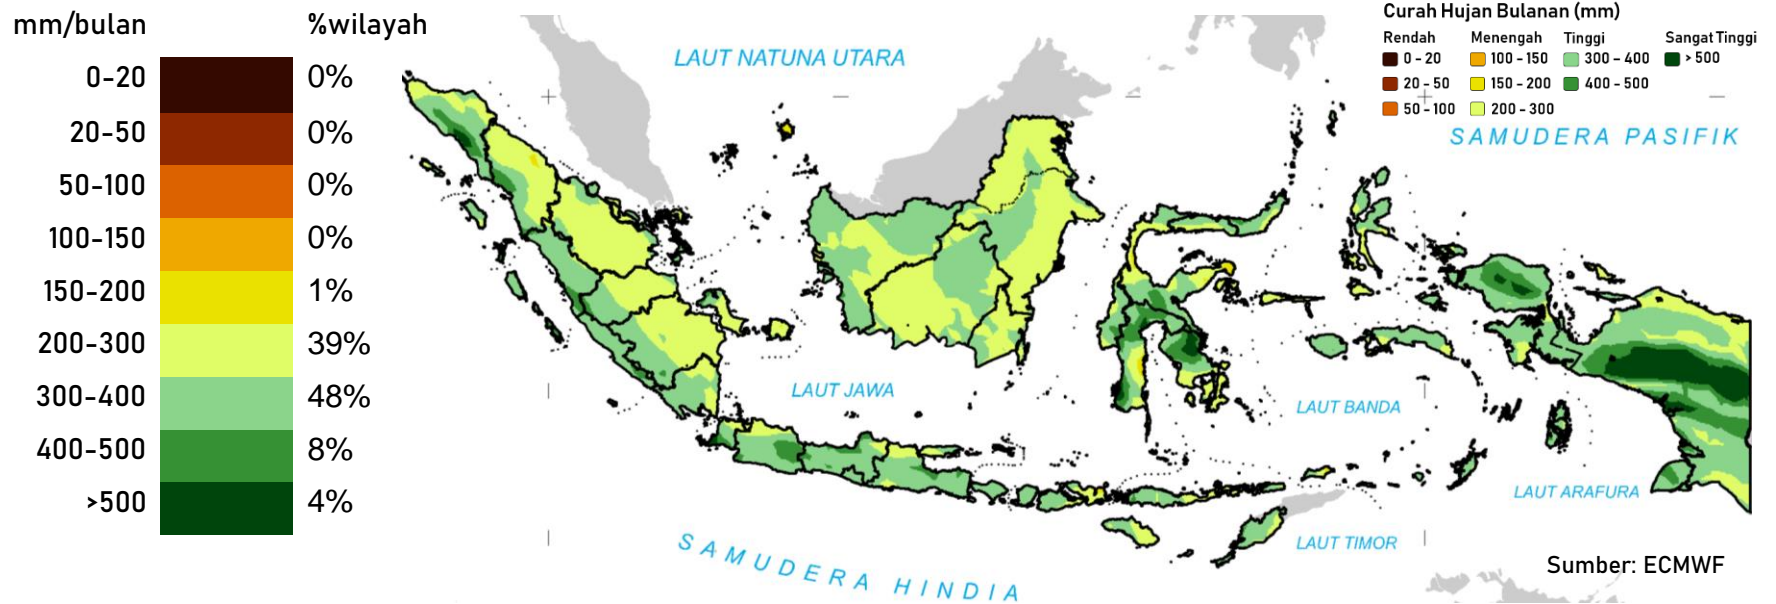 mm/bulan %wilayah
0-20 0%
20-50 0%
50-100 0%
100-150 0%
150-200 1%
200-300 39%
300-400 48%
400-500 8%
>500 4%
Curah Hujan Bulanan (mm)
Rendah Menengah Tinggi Sangat Tinggi
0 - 20 100 - 150 300 - 400 > 500
20 - 50 150 - 200 400 - 500
50 - 100 200 - 300
LAUT NATUNA UTARA
SAMUDERA PASIFIK
LAUT JAWA
LAUT BANDA
LAUT ARAFURA
LAUT TIMOR
SAMUDERA HINDIA
Sumber: ECMWF